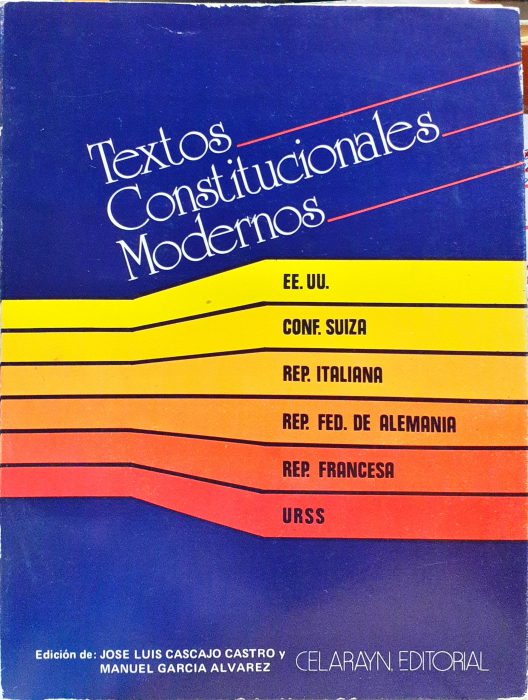 Textos
Constitucionales
Modernos
EE. UU.
CONF. SUIZA
REP. ITALIANA
REP. FED. DE ALEMANIA
REP. FRANCESA
URSS
Edición de: JOSE LUIS CASCAJO CASTRO y
MANUEL GARCIA ALVAREZ
CELARAYN, EDITORIAL